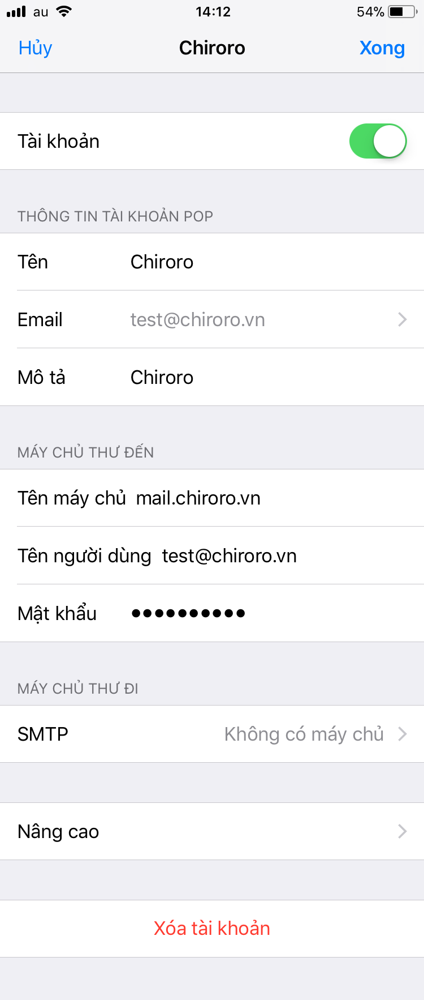 au 14:12 54%
Hủy Chiroro Xong
Tài khoản
THÔNG TIN TÀI KHOẢN POP
Tên Chiroro
Email test@chiroro.vn
Mô tả Chiroro
MÁY CHỦ THƯ ĐẾN
Tên máy chủ mail.chiroro.vn
Tên người dùng test@chiroro.vn
Mật khẩu ●●●●●●●●●●
MÁY CHỦ THƯ ĐI
SMTP Không có máy chủ
Nâng cao
Xóa tài khoản